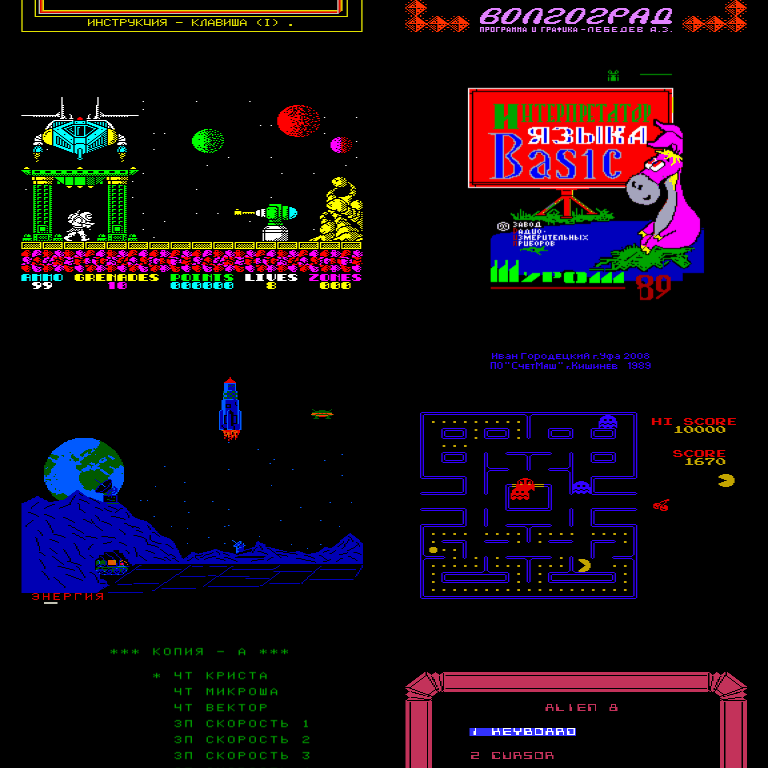 ИНСТРУКЦИЯ - КЛАВИША (I) .
ВОЛГОГРАД
ПРОГРАММА И ГРАФИКА-ЛЕБЕДЕВ А.З.
ИНТЕРПРЕТАТОР
ЯЗЫКА
Basic
ЗАВОД
РАДИО-
ИЗМЕРИТЕЛЬНЫХ
ПРИБОРОВ
89
AMMO GRENADES POINTS LIVES ZONES
99 10 000000 8 000
Иван Городецкий г.Уфа 2008
ПО"СчетМаш" г.Кишинев 1989
HI SCORE
10000
SCORE
1670
ЭНЕРГИЯ
*** КОПИЯ - А ***
* ЧТ КРИСТА
ЧТ МИКРОША
ЧТ ВЕКТОР
ЗП СКОРОСТЬ 1
ЗП СКОРОСТЬ 2
ЗП СКОРОСТЬ 3
ALIEN 8
1 KEYBOARD
2 CURSOR